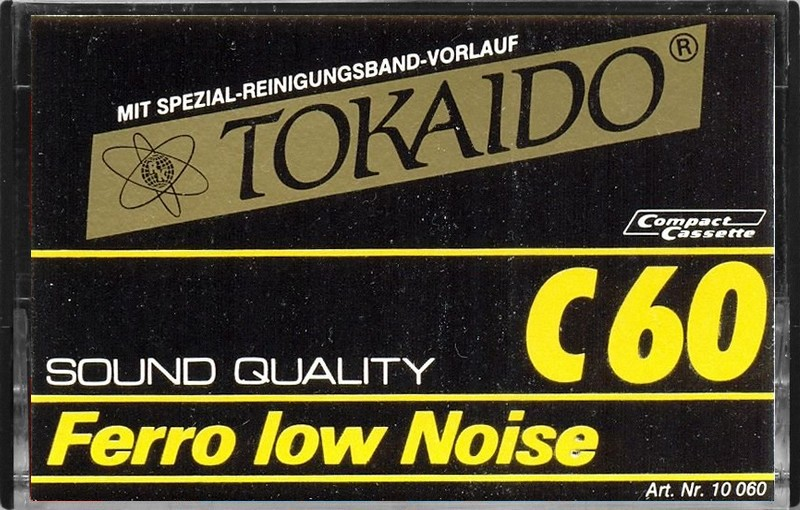 MIT SPEZIAL-REINIGUNGSBAND-VORLAUF
TOKAIDO ®
Compact
Cassette
C60
SOUND QUALITY
Ferro low Noise
Art. Nr. 10 060